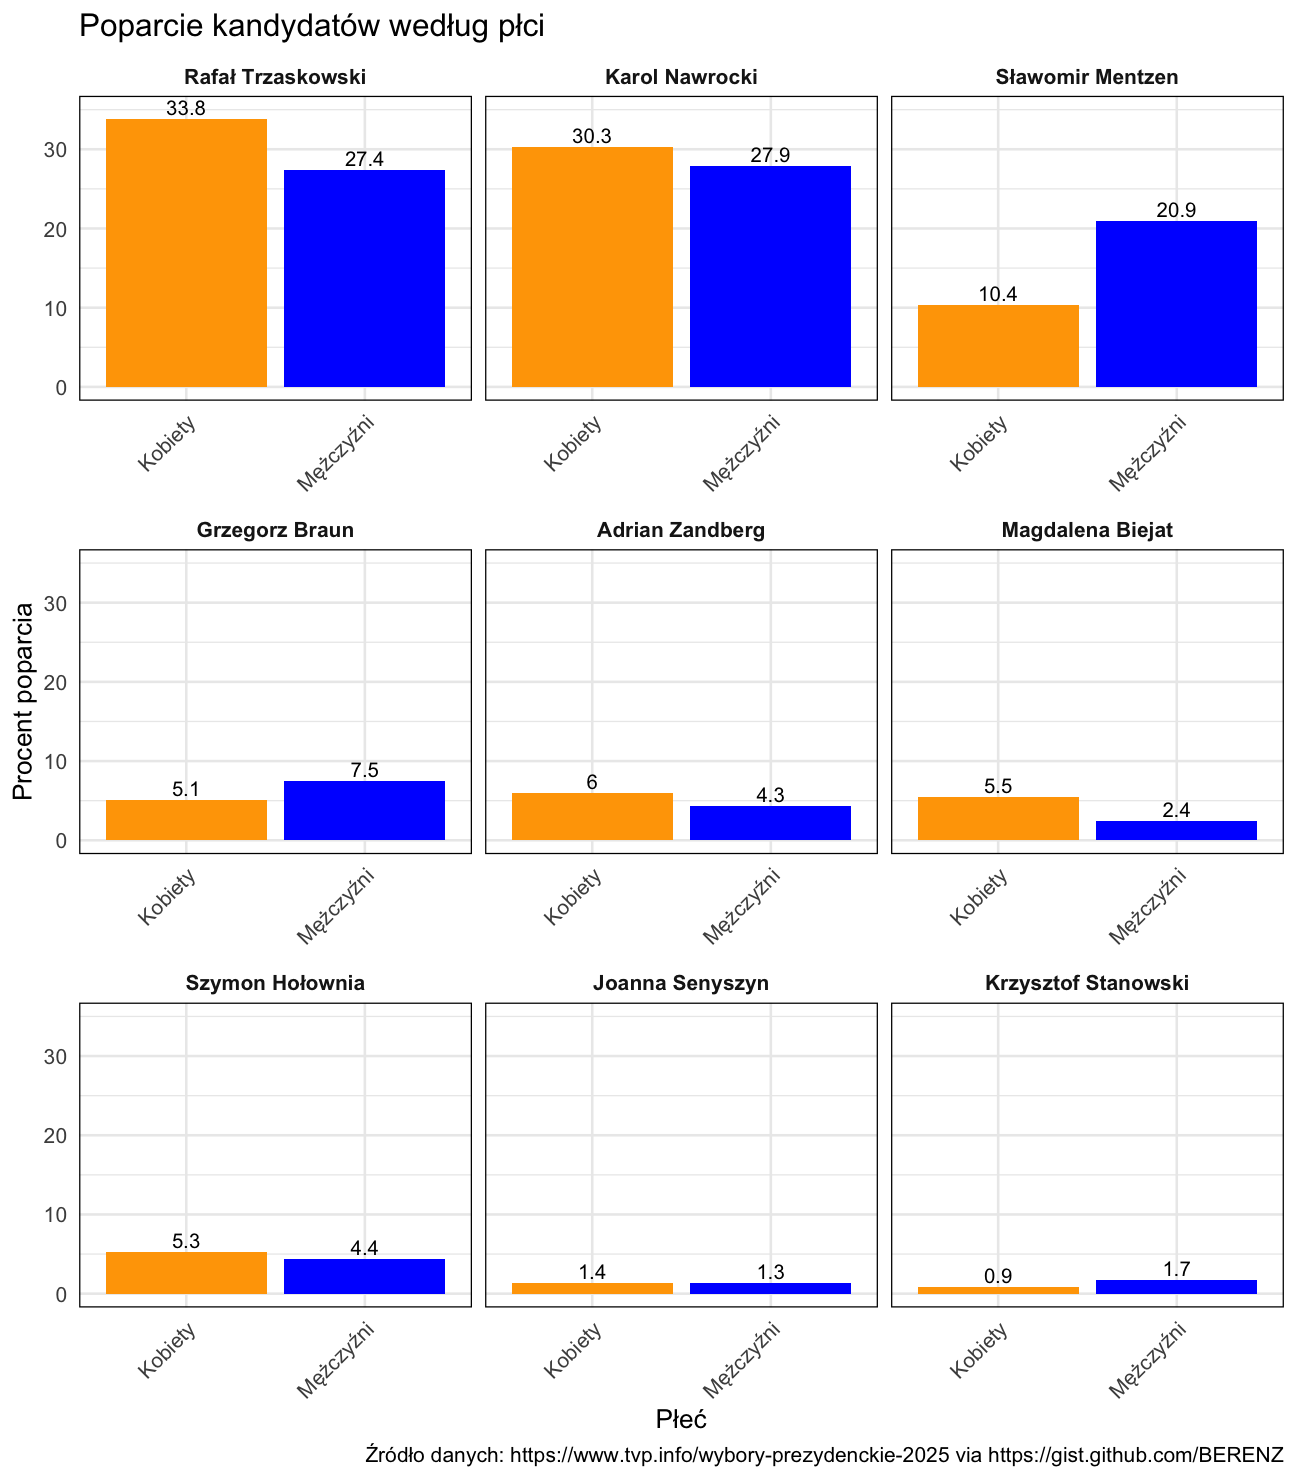 Poparcie kandydatów według płci
Rafał Trzaskowski
Karol Nawrocki
Sławomir Mentzen
33.8
27.4
30.3
27.9
10.4
20.9
30
20
10
0
Kobiety
Mężczyźni
Kobiety
Mężczyźni
Kobiety
Mężczyźni
Grzegorz Braun
Adrian Zandberg
Magdalena Biejat
5.1
7.5
6
4.3
5.5
2.4
30
20
10
0
Procent poparcia
Kobiety
Mężczyźni
Kobiety
Mężczyźni
Kobiety
Mężczyźni
Szymon Hołownia
Joanna Senyszyn
Krzysztof Stanowski
5.3
4.4
1.4
1.3
0.9
1.7
30
20
10
0
Kobiety
Mężczyźni
Kobiety
Mężczyźni
Kobiety
Mężczyźni
Płeć
Źródło danych: https://www.tvp.info/wybory-prezydenckie-2025 via https://gist.github.com/BERENZ